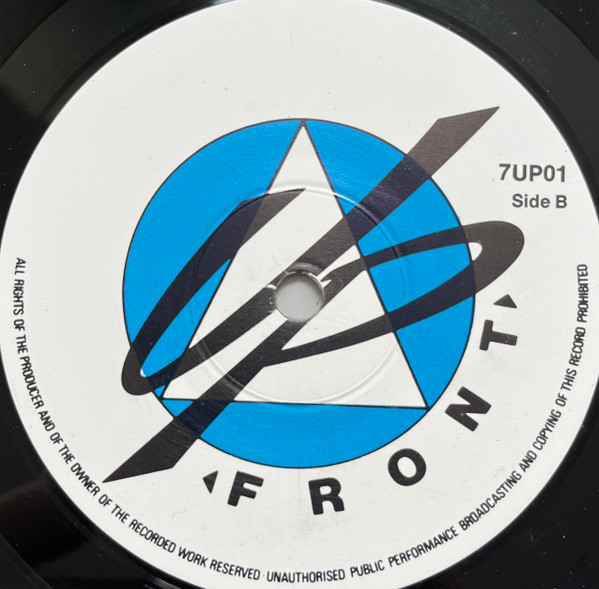 7UP01
Side B
up
FRONT
ALL RIGHTS OF THE PRODUCER AND OF THE OWNER OF THE RECORDED WORK RESERVED · UNAUTHORISED PUBLIC PERFORMANCE BROADCASTING AND COPYING OF THIS RECORD PROHIBITED